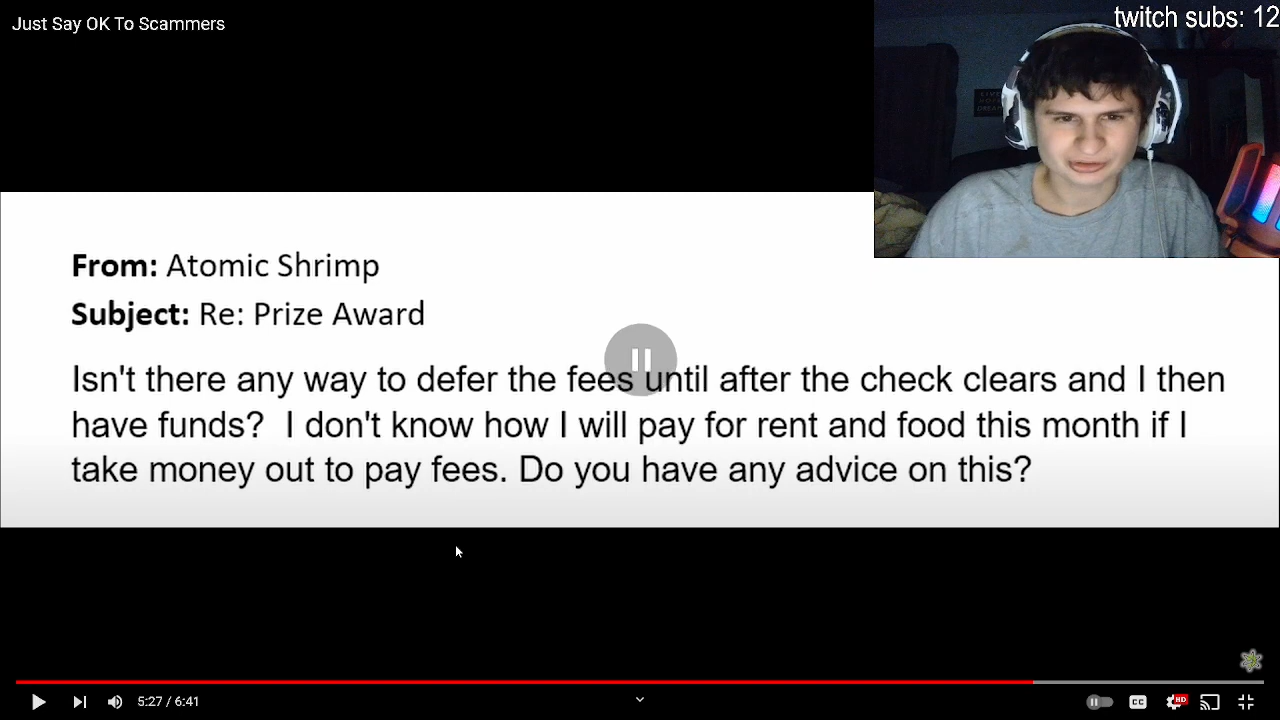 Just Say OK To Scammers
twitch subs: 12
From: Atomic Shrimp
Subject: Re: Prize Award
Isn't there any way to defer the fees until after the check clears and I then
have funds?  I don't know how I will pay for rent and food this month if I
take money out to pay fees. Do you have any advice on this?
5:27 / 6:41
CC
HD